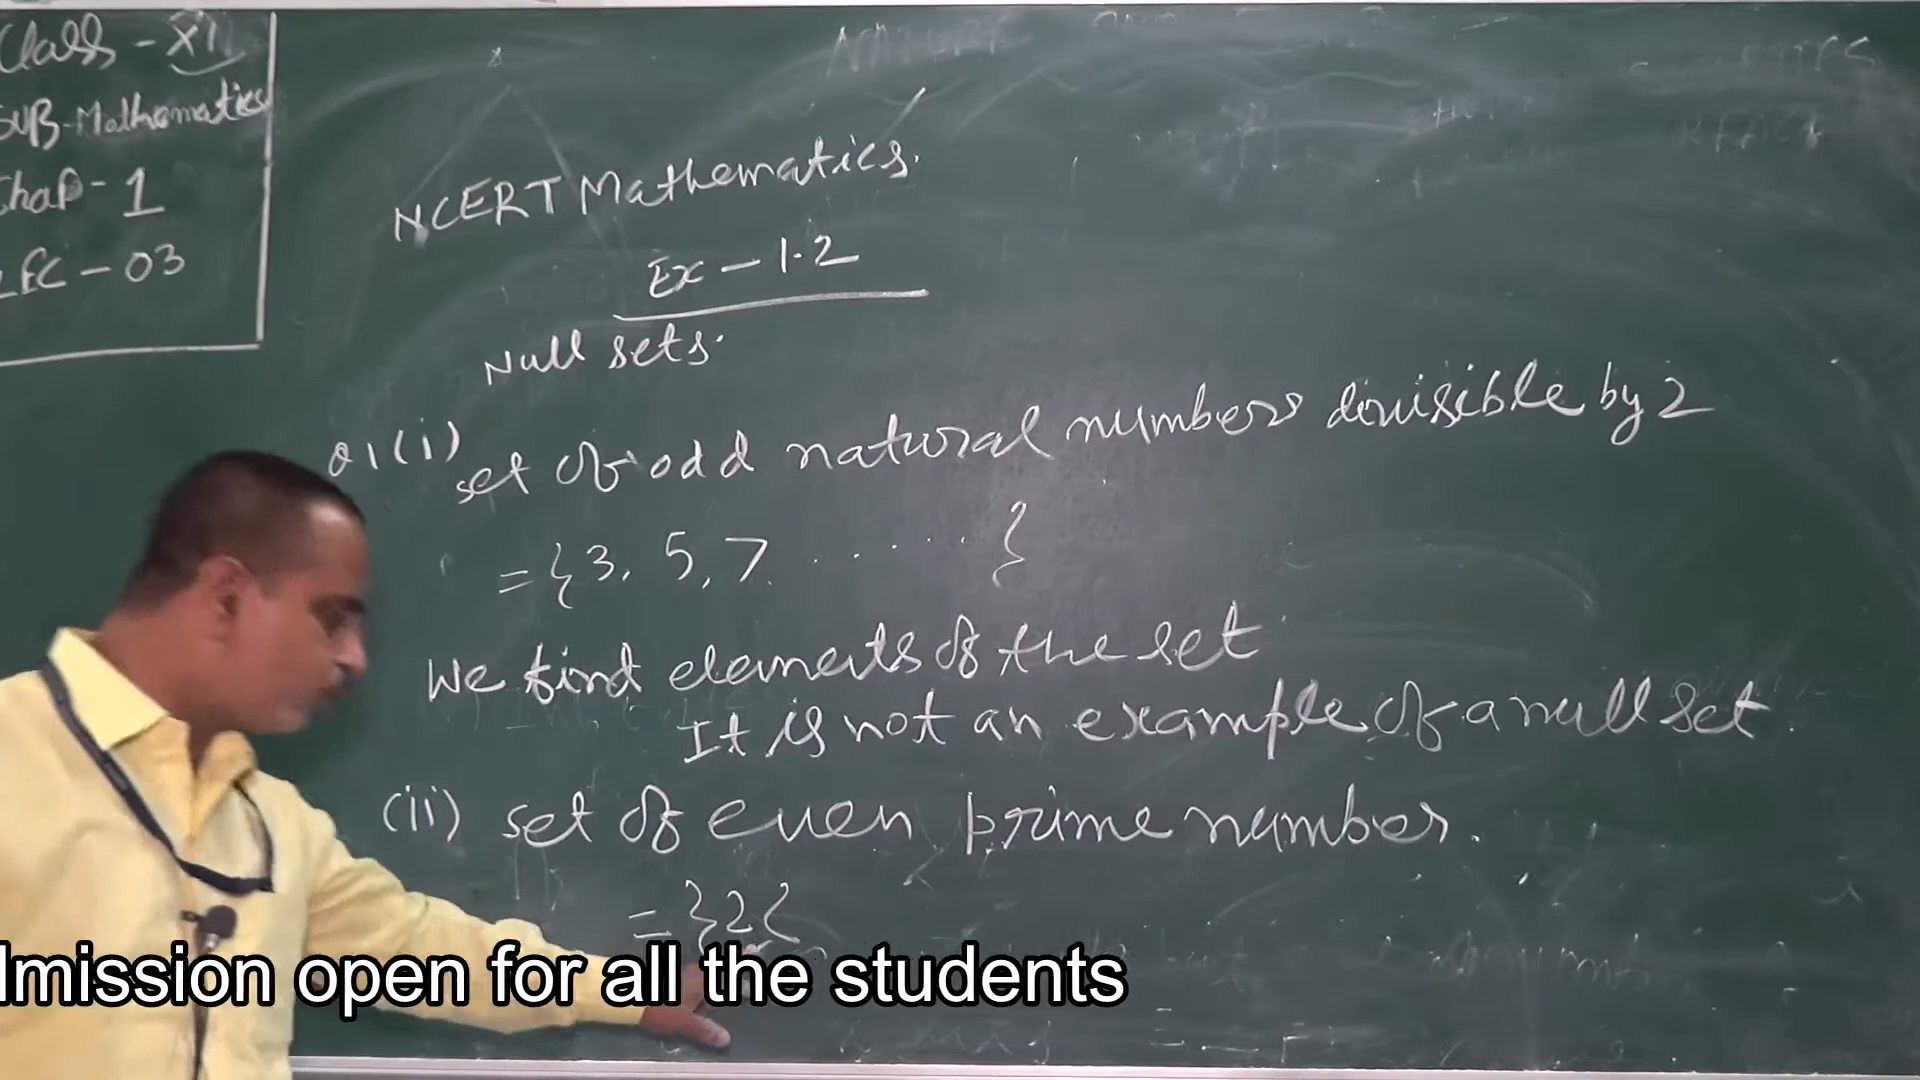 Class - XI
SUB-Mathematics
Chap- 1
LEC - 03
NCERT Mathematics.
Ex - 1.2
Null sets.
Q1(i) set of odd natural numbers divisible by 2
= {3, 5, 7. ...... }
We find elements of the set
It is not an example of a null set.
(ii) set of even prime number.
= }2{
lmission open for all the students